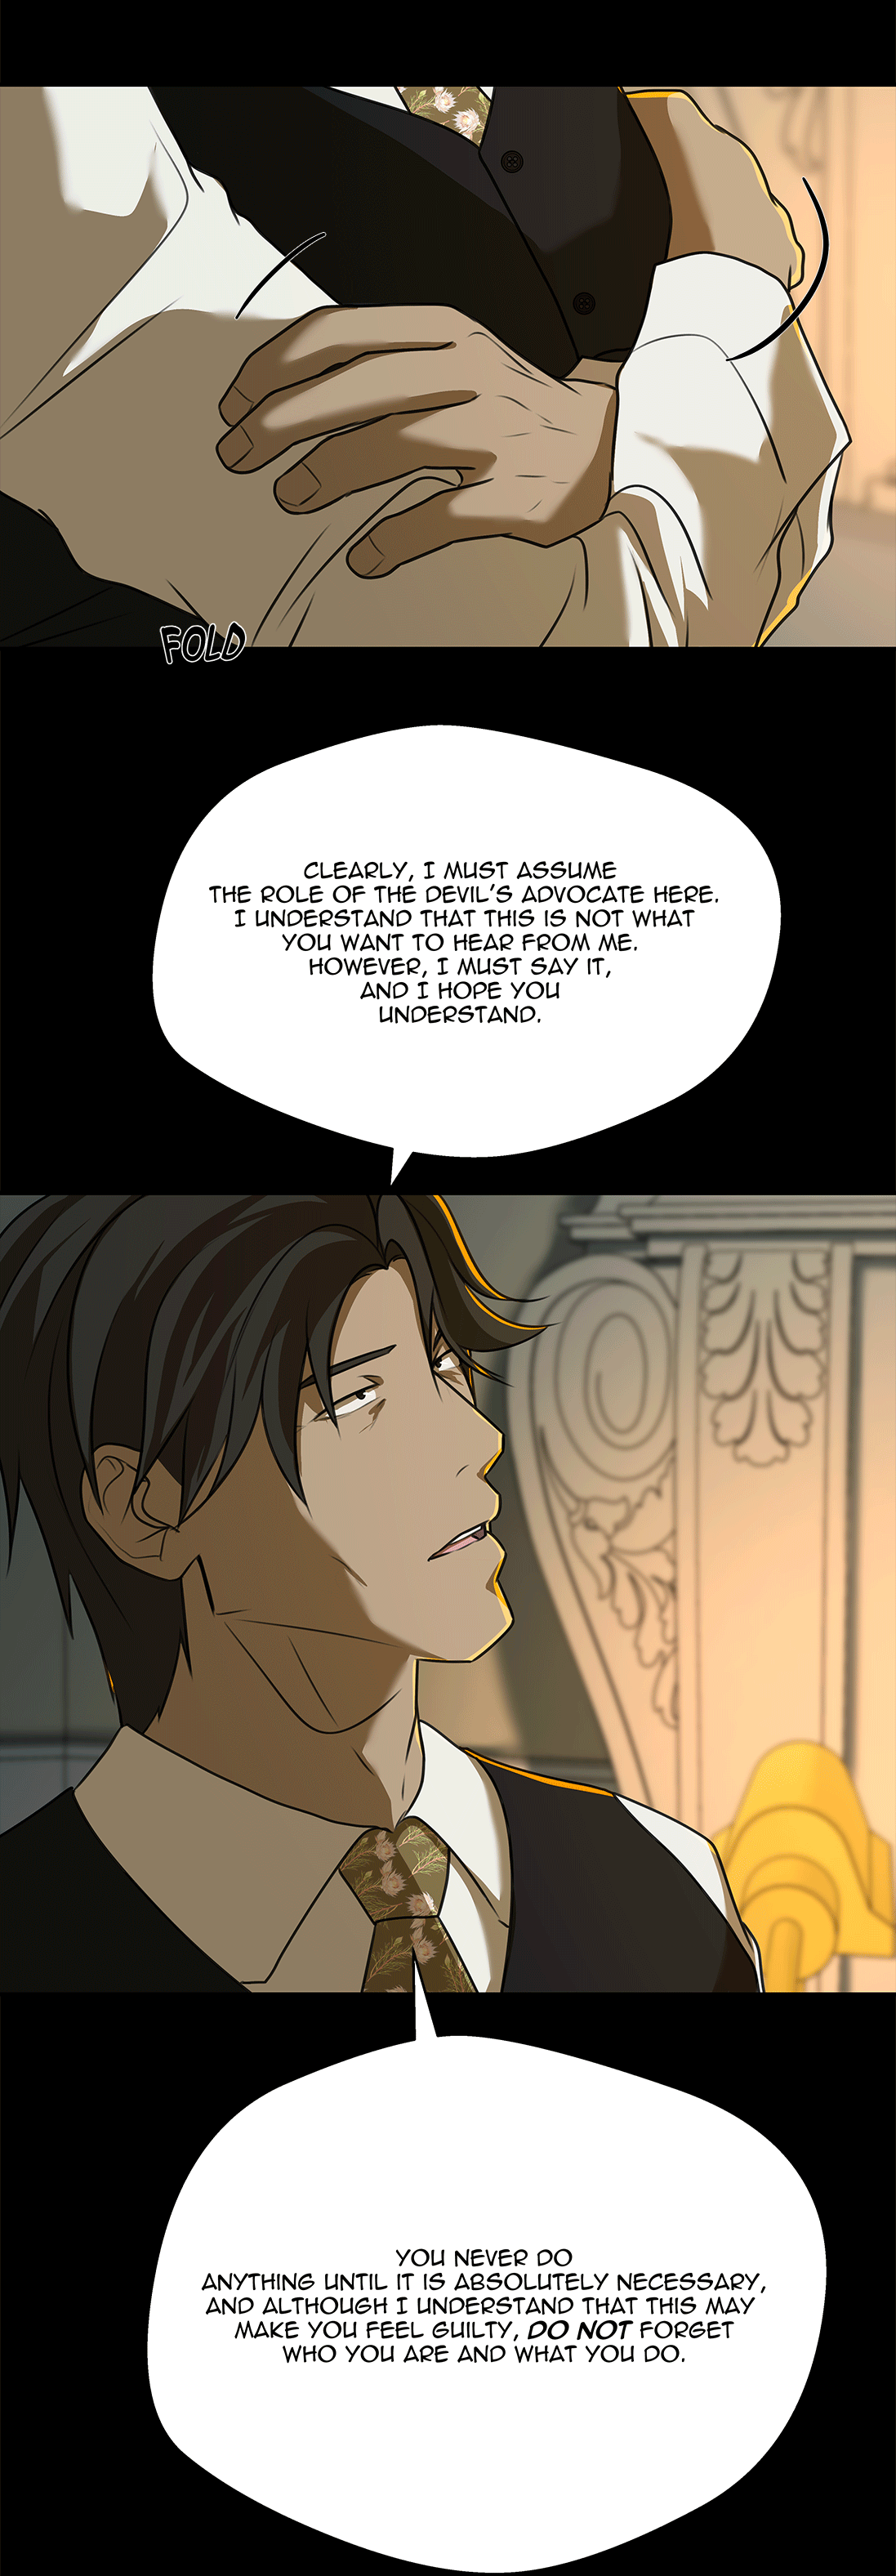 FOLD
CLEARLY, I MUST ASSUME
THE ROLE OF THE DEVIL'S ADVOCATE HERE.
I UNDERSTAND THAT THIS IS NOT WHAT
YOU WANT TO HEAR FROM ME.
HOWEVER, I MUST SAY IT,
AND I HOPE YOU
UNDERSTAND.
YOU NEVER DO
ANYTHING UNTIL IT IS ABSOLUTELY NECESSARY,
AND ALTHOUGH I UNDERSTAND THAT THIS MAY
MAKE YOU FEEL GUILTY, DO NOT FORGET
WHO YOU ARE AND WHAT YOU DO.